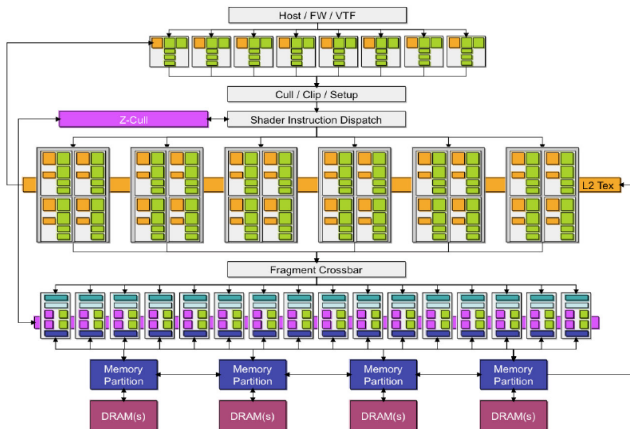 Host / FW / VTF
Cull / Clip / Setup
Z-Cull
Shader Instruction Dispatch
L2 Tex
Fragment Crossbar
Memory
Partition
Memory
Partition
Memory
Partition
Memory
Partition
DRAM(s)
DRAM(s)
DRAM(s)
DRAM(s)